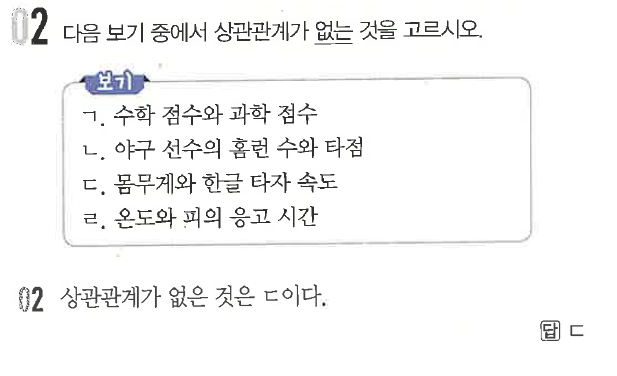 02 다음 보기 중에서 상관관계가 없는 것을 고르시오.
보기
ㄱ. 수학 점수와 과학 점수
ㄴ. 야구 선수의 홈런 수와 타점
ㄷ. 몸무게와 한글 타자 속도
ㄹ. 온도와 피의 응고 시간
02 상관관계가 없은 것은 ㄷ이다.
답 ㄷ